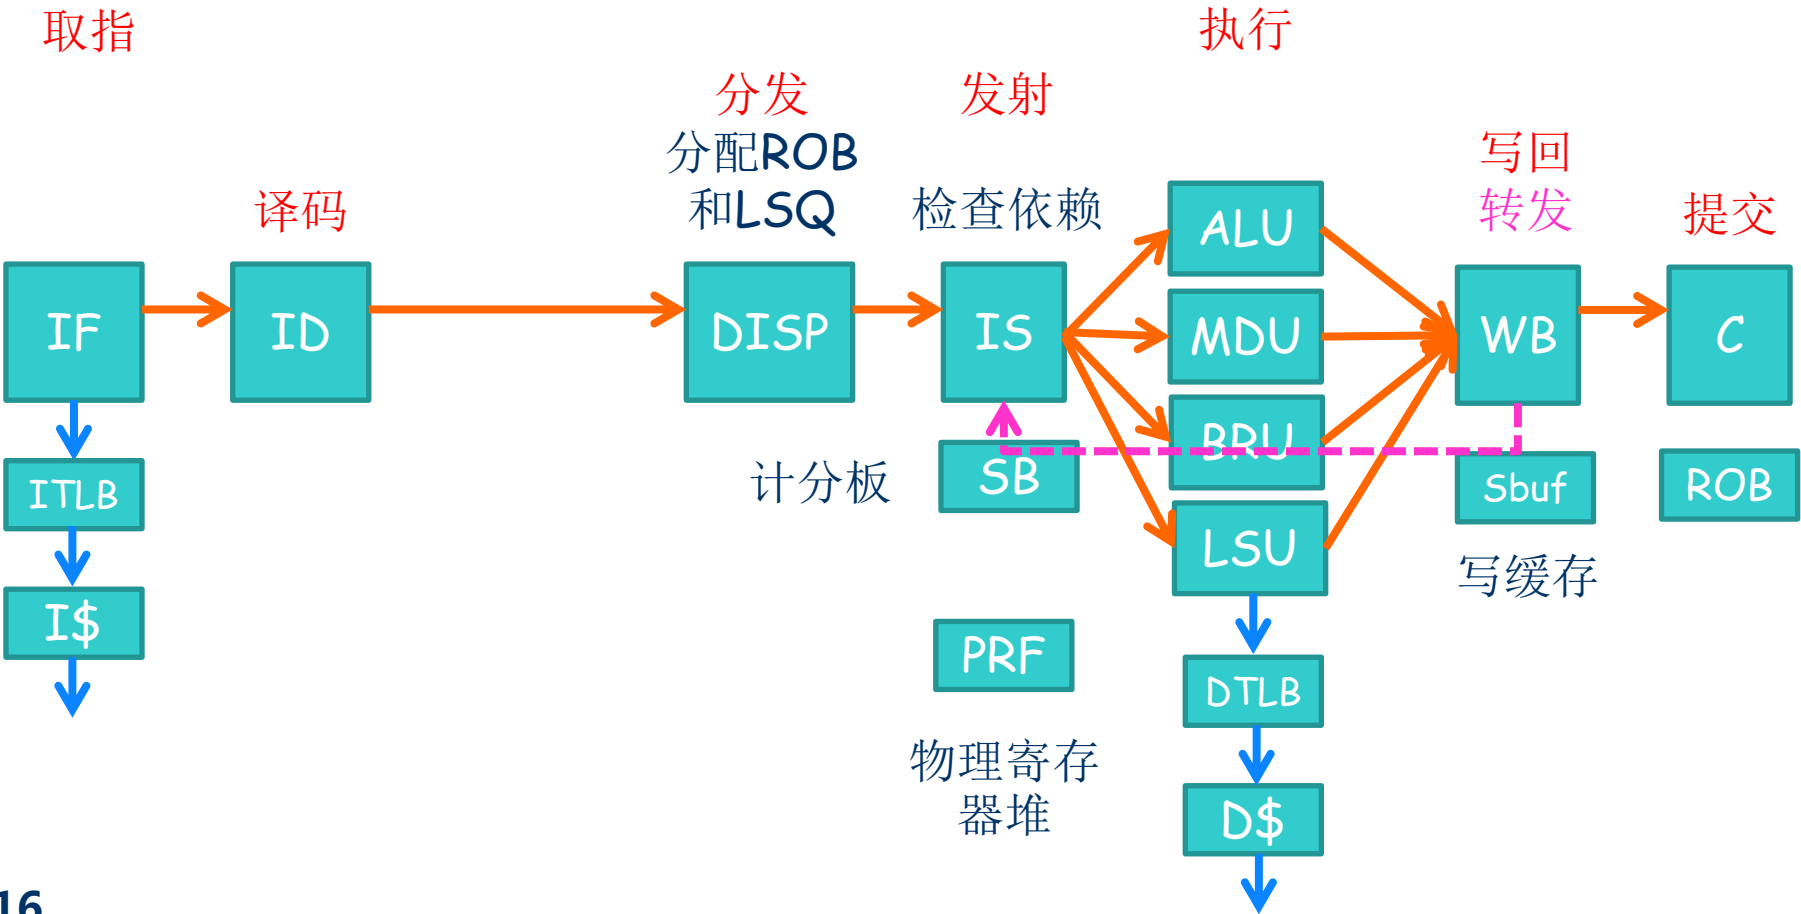 取指
执行
分发
发射
分配ROB
和LSQ
写回
译码
检查依赖
转发
提交
ALU
IF
ID
DISP
IS
MDU
WB
C
BRU
ITLB
计分板
SB
Sbuf
ROB
LSU
写缓存
I$
PRF
DTLB
物理寄存
器堆
D$
16